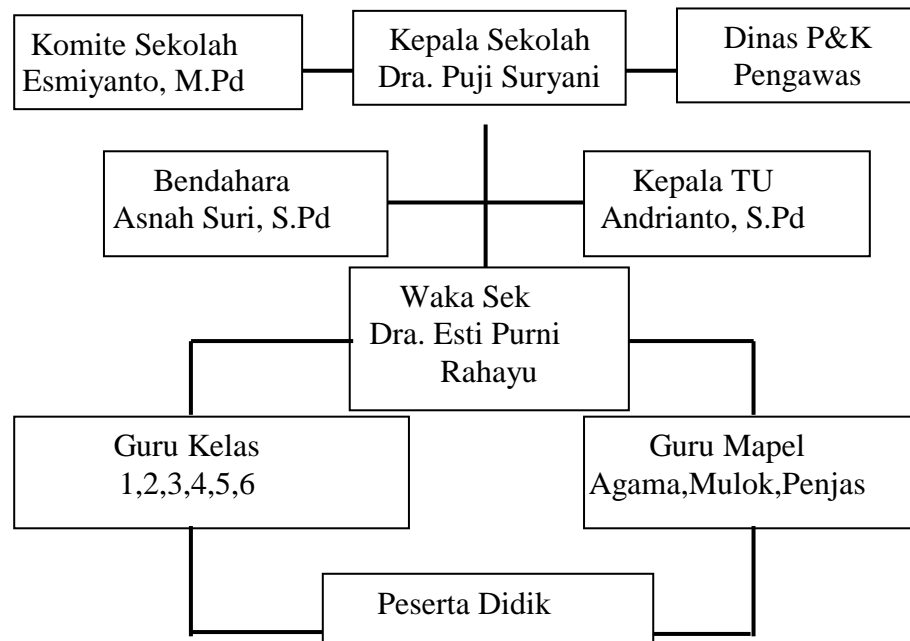 Komite Sekolah
Esmiyanto, M.Pd
Kepala Sekolah
Dra. Puji Suryani
Dinas P&K
Pengawas
Bendahara
Asnah Suri, S.Pd
Kepala TU
Andrianto, S.Pd
Waka Sek
Dra. Esti Purni
Rahayu
Guru Kelas
1,2,3,4,5,6
Guru Mapel
Agama,Mulok,Penjas
Peserta Didik